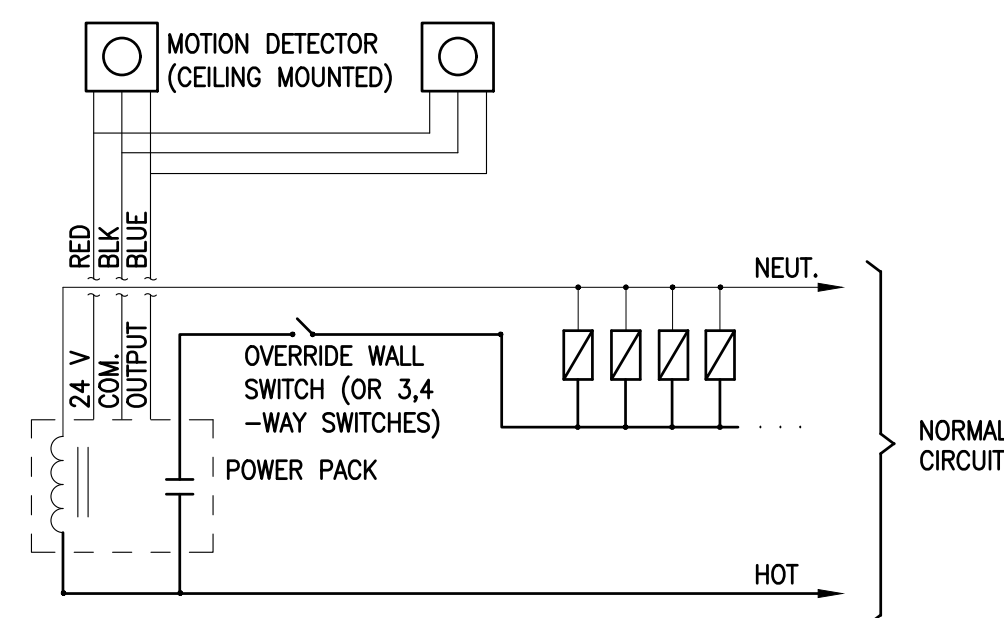 MOTION DETECTOR
(CEILING MOUNTED)
RED
BLK
BLUE
NEUT.
24 V
COM.
OUTPUT
OVERRIDE WALL
SWITCH (OR 3,4
-WAY SWITCHES)
POWER PACK
NORMAL
CIRCUIT
HOT